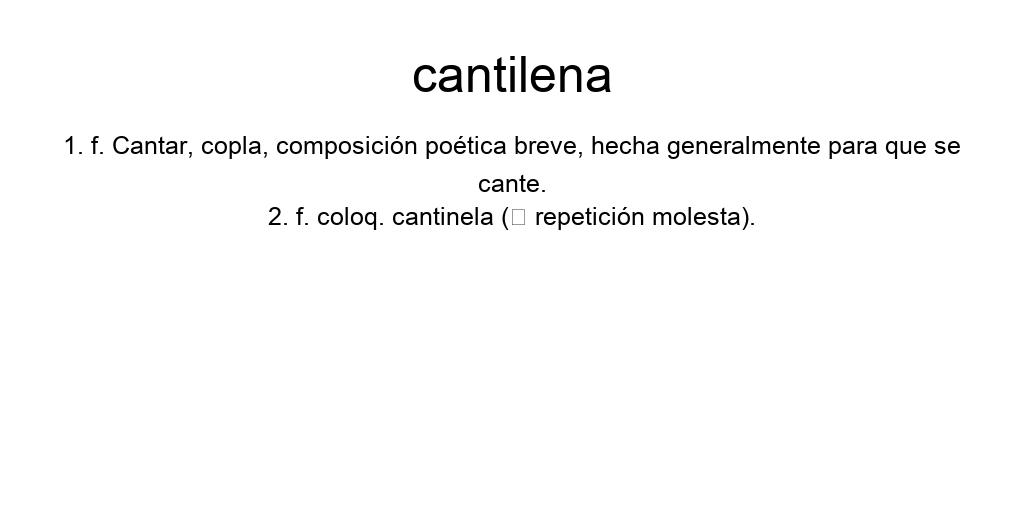 cantilena
1. f. Cantar, copla, composición poética breve, hecha generalmente para que se
cante.
2. f. coloq. cantinela (▯ repetición molesta).